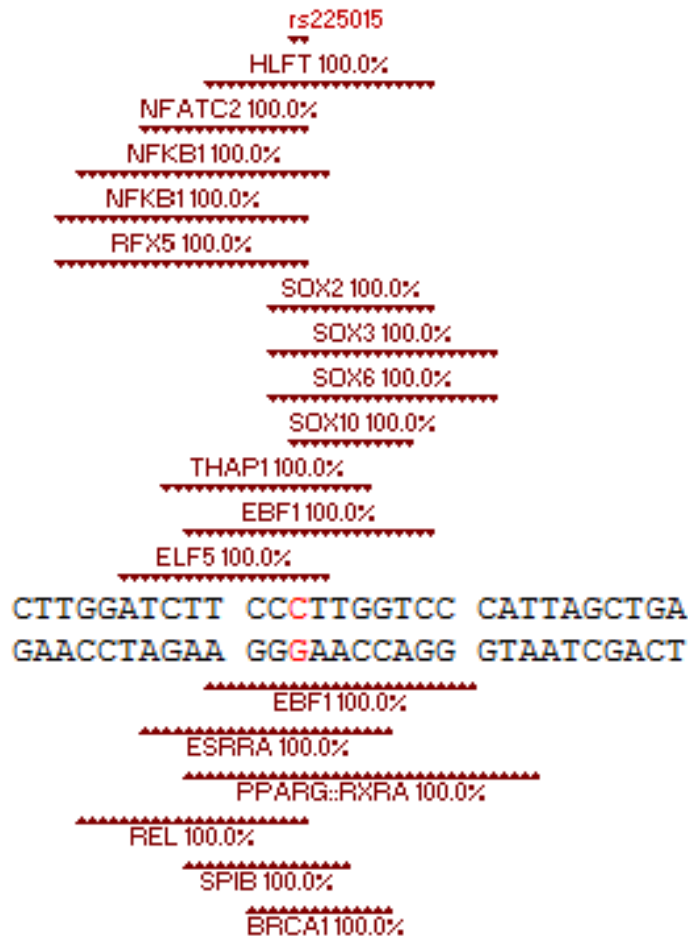 rs225015
HLFT 100.0%
NFATC2 100.0%
NFKB1 100.0%
NFKB1 100.0%
RFX5 100.0%
SOX2 100.0%
SOX3 100.0%
SOX6 100.0%
SOX10 100.0%
THAP1 100.0%
EBF1 100.0%
ELF5 100.0%
CTTGGATCTT CCCTTGGTCC CATTAGCTGA
GAACCTAGAA GGGAACCAGG GTAATCGACT
EBF1 100.0%
ESRRA 100.0%
PPARG::RXRA 100.0%
REL 100.0%
SPIB 100.0%
BRCA1 100.0%